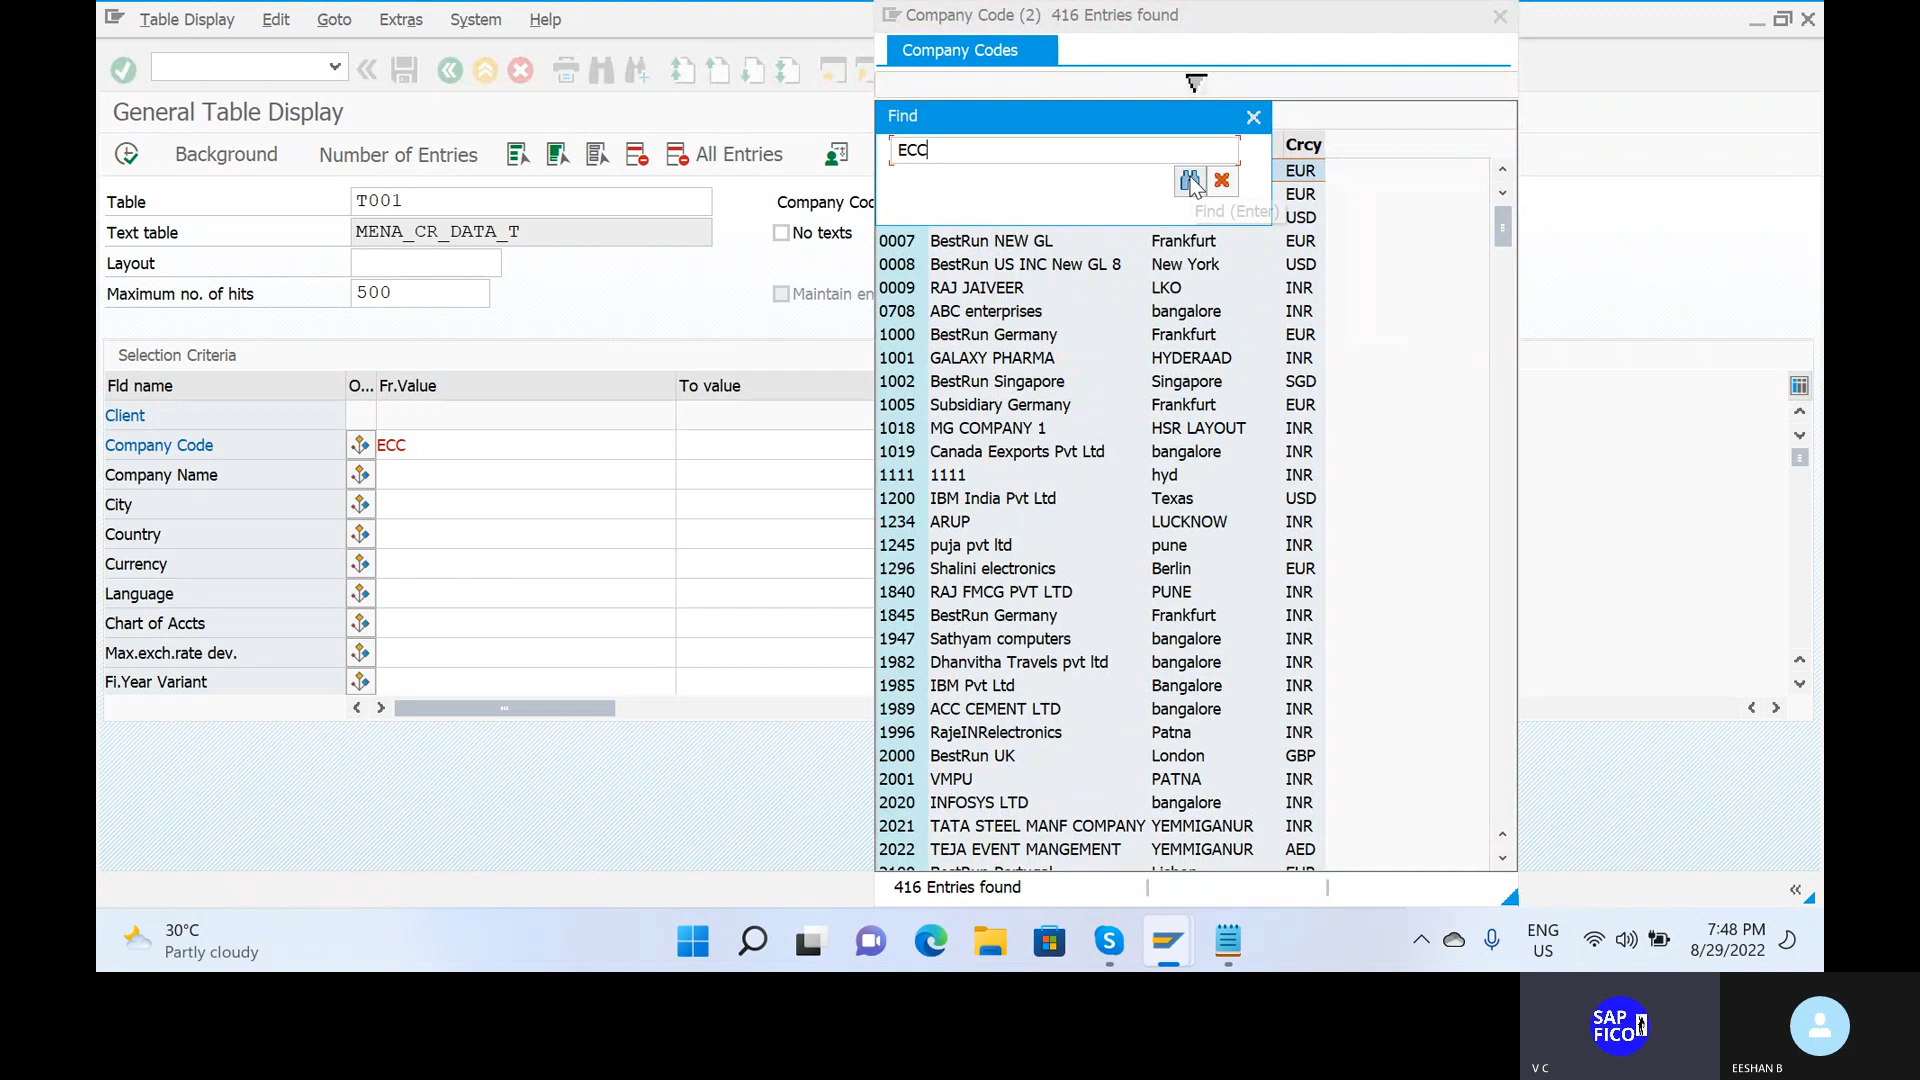 Table Display Edit Goto Extras System Help
Company Code (2) 416 Entries found
Company Codes
General Table Display
Find
ECC
Find (Enter)
Background Number of Entries All Entries
Table T001 Company Coc
Text table MENA_CR_DATA_T No texts
Layout
Maximum no. of hits 500 Maintain en
Selection Criteria
Fld name O... Fr.Value To value
Client
Company Code ECC
Company Name
City
Country
Currency
Language
Chart of Accts
Max.exch.rate dev.
Fi.Year Variant
Crcy
EUR
EUR
USD
0007 BestRun NEW GL Frankfurt EUR
0008 BestRun US INC New GL 8 New York USD
0009 RAJ JAIVEER LKO INR
0708 ABC enterprises bangalore INR
1000 BestRun Germany Frankfurt EUR
1001 GALAXY PHARMA HYDERAAD INR
1002 BestRun Singapore Singapore SGD
1005 Subsidiary Germany Frankfurt EUR
1018 MG COMPANY 1 HSR LAYOUT INR
1019 Canada Eexports Pvt Ltd bangalore INR
1111 1111 hyd INR
1200 IBM India Pvt Ltd Texas USD
1234 ARUP LUCKNOW INR
1245 puja pvt ltd pune INR
1296 Shalini electronics Berlin EUR
1840 RAJ FMCG PVT LTD PUNE INR
1845 BestRun Germany Frankfurt EUR
1947 Sathyam computers bangalore INR
1982 Dhanvitha Travels pvt ltd bangalore INR
1985 IBM Pvt Ltd Bangalore INR
1989 ACC CEMENT LTD bangalore INR
1996 RajeINRelectronics Patna INR
2000 BestRun UK London GBP
2001 VMPU PATNA INR
2020 INFOSYS LTD bangalore INR
2021 TATA STEEL MANF COMPANY YEMMIGANUR INR
2022 TEJA EVENT MANGEMENT YEMMIGANUR AED
416 Entries found
30°C
Partly cloudy
ENG
US
7:48 PM
8/29/2022
SAP
FICO
V C
EESHAN B